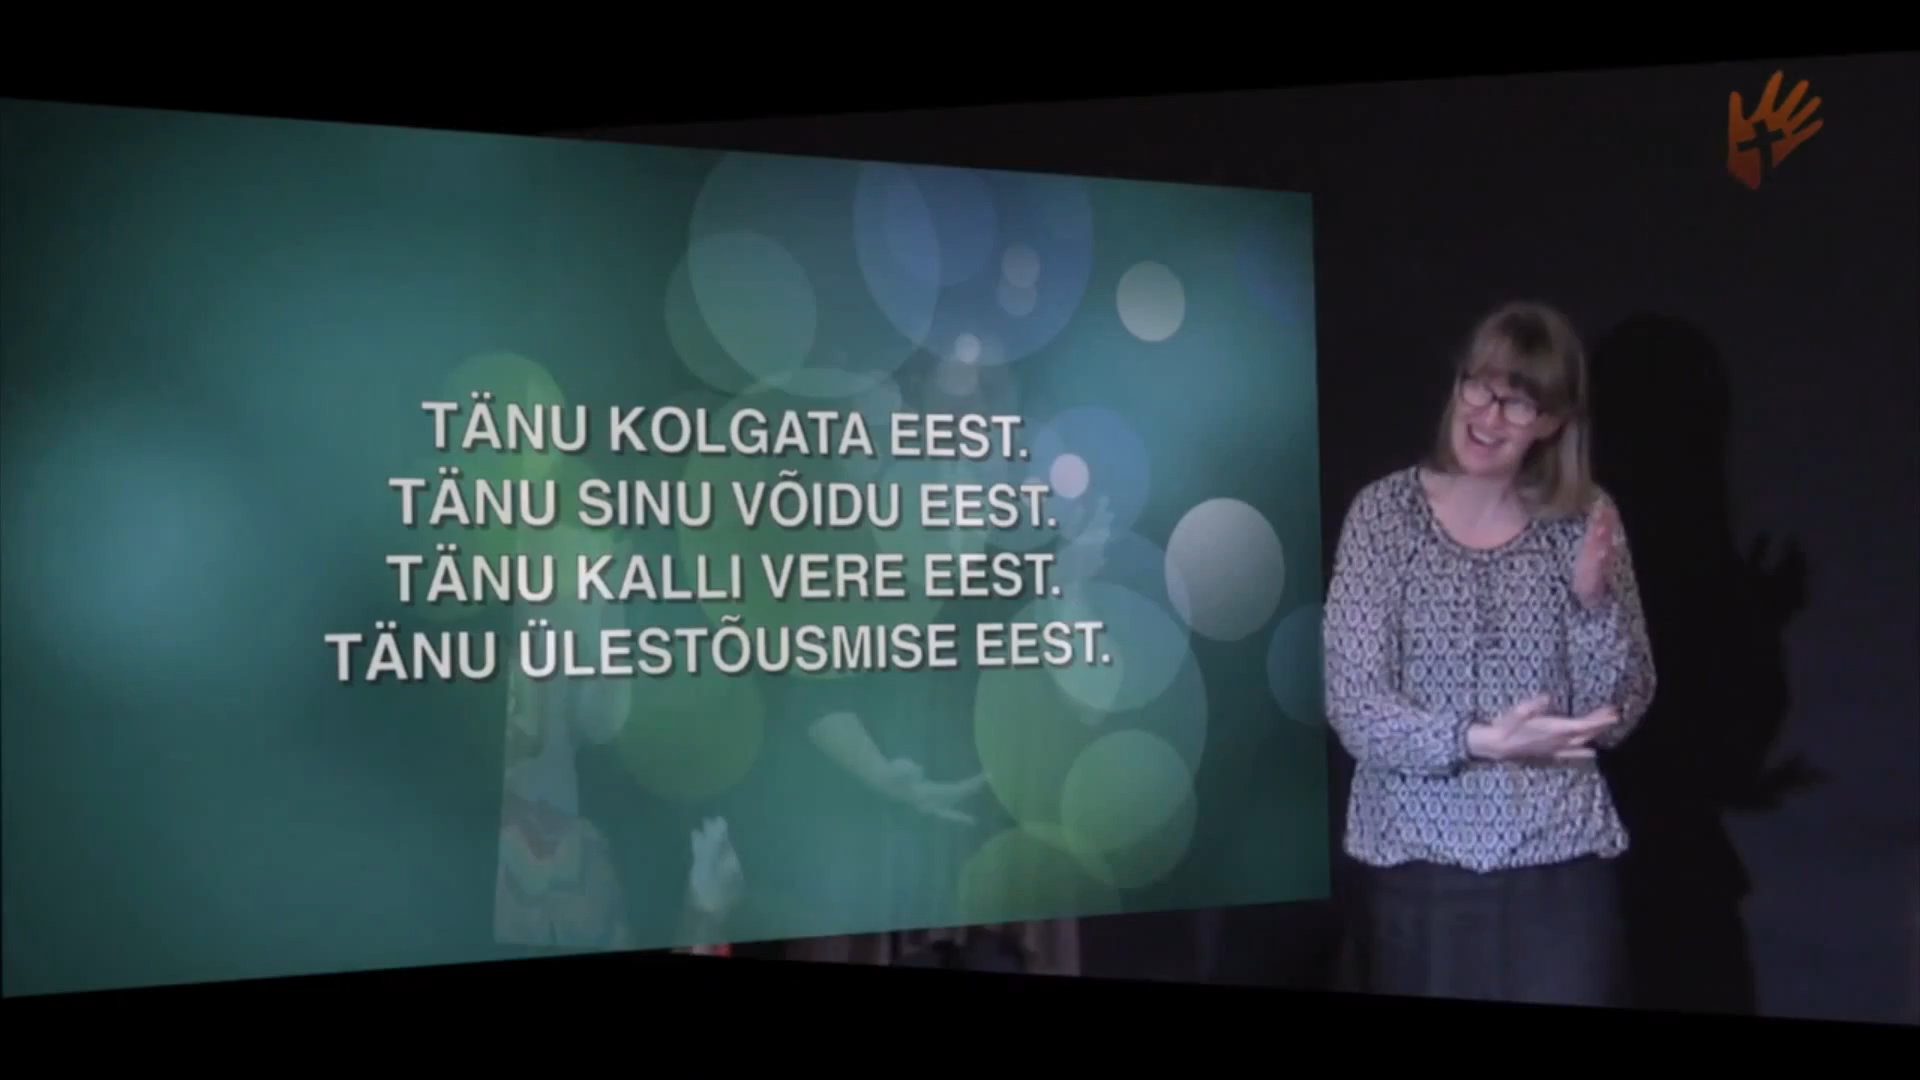 TÄNU KOLGATA EEST.
TÄNU SINU VÕIDU EEST.
TÄNU KALLI VERE EEST.
TÄNU ÜLESTÕUSMISE EEST.